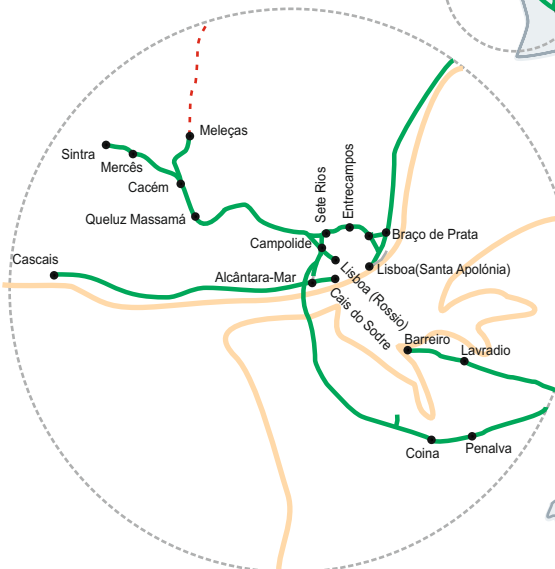 Meleças
Sintra
Mercês
Cacém
Queluz Massamá
Sete Rios
Entrecampos
Campolide
Braço de Prata
Cascais
Alcântara-Mar
Lisboa (Rossio)
Lisboa(Santa Apolónia)
Cais do Sodre
Barreiro
Lavradio
Coina
Penalva